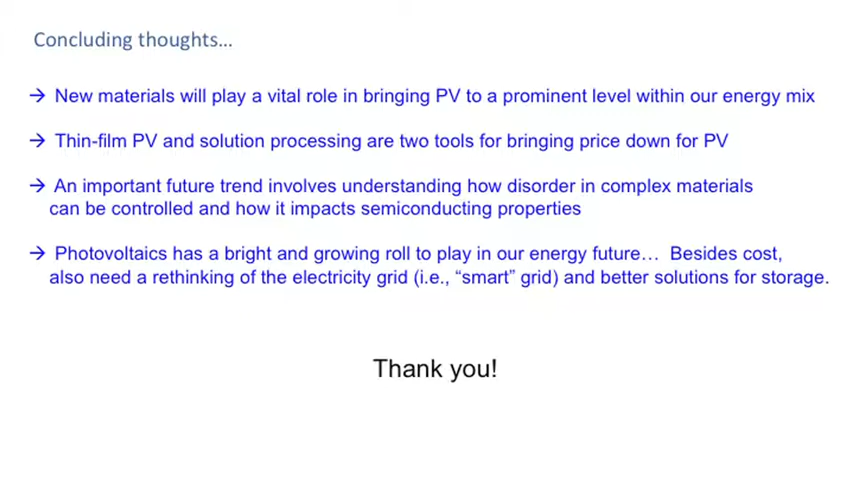 Concluding thoughts…
→ New materials will play a vital role in bringing PV to a prominent level within our energy mix
→ Thin-film PV and solution processing are two tools for bringing price down for PV
→ An important future trend involves understanding how disorder in complex materials
can be controlled and how it impacts semiconducting properties
→ Photovoltaics has a bright and growing roll to play in our energy future… Besides cost,
also need a rethinking of the electricity grid (i.e., “smart” grid) and better solutions for storage.
Thank you!